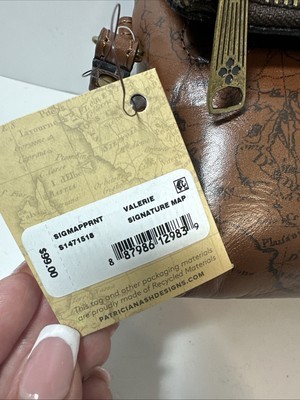 SIGMAPPRNT
S1471518
VALERIE
SIGNATURE MAP
$99.00
8 87986 12983 9
This tag and other packaging materials
are proudly made of Recycled Materials
PATRICIANASHDESIGNS.COM